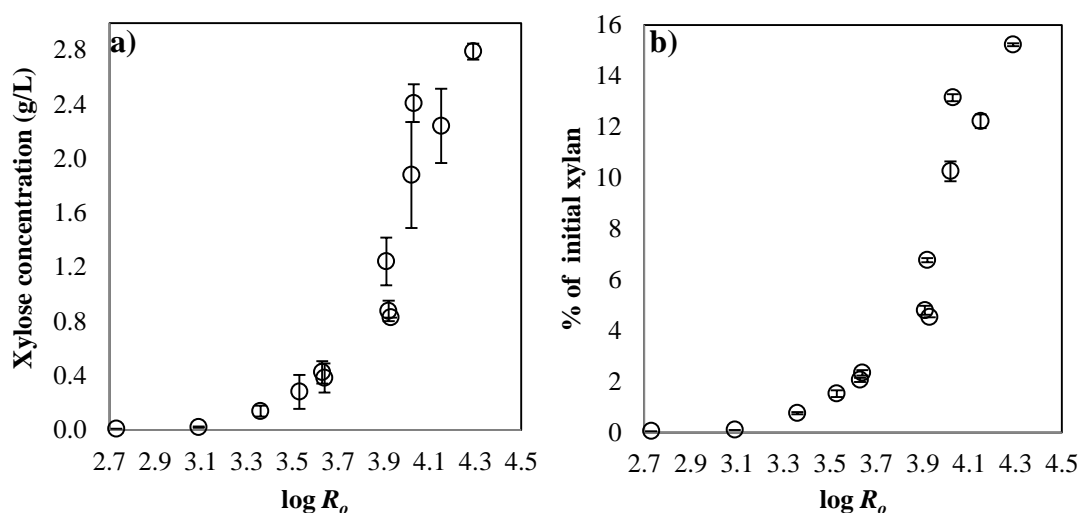 a)
Xylose concentration (g/L)
2.8
2.4
2.0
1.6
1.2
0.8
0.4
0.0
2.7 2.9 3.1 3.3 3.5 3.7 3.9 4.1 4.3 4.5
log Ro
b)
% of initial xylan
16
14
12
10
8
6
4
2
0
2.7 2.9 3.1 3.3 3.5 3.7 3.9 4.1 4.3 4.5
log Ro